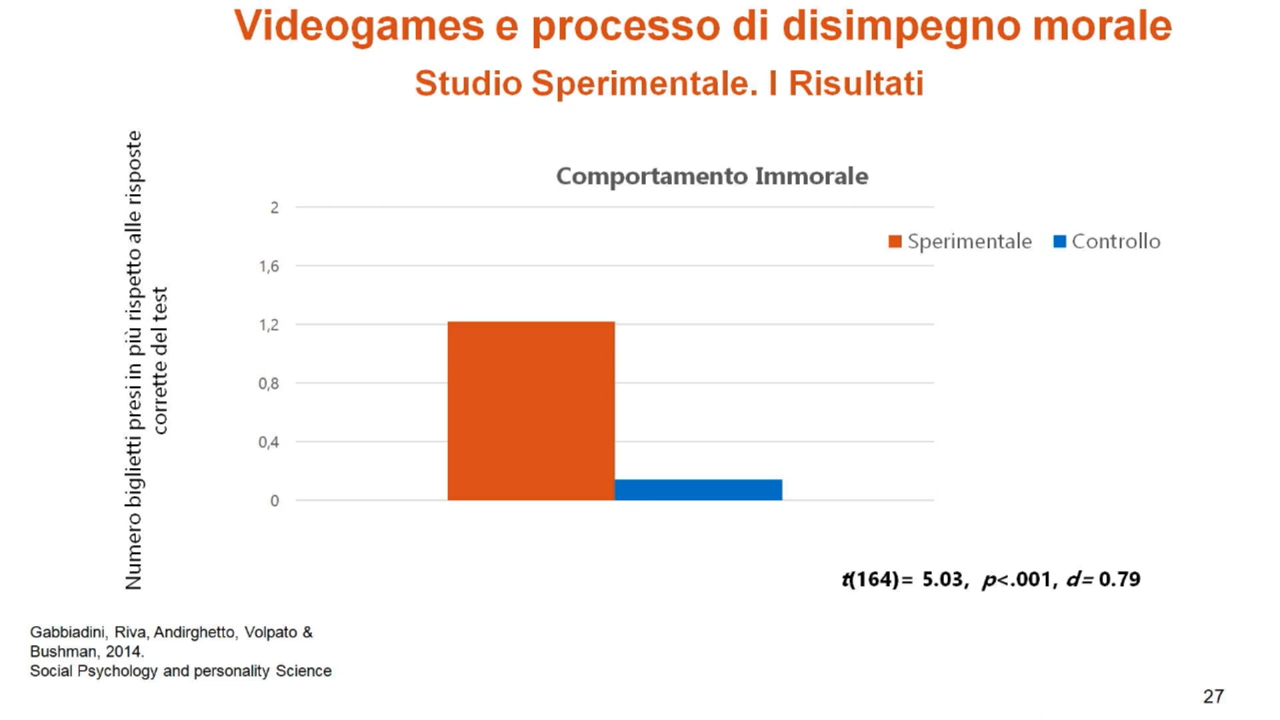 Videogames e processo di disimpegno morale
Studio Sperimentale. I Risultati
Numero biglietti presi in più rispetto alle risposte
corrette del test
Comportamento Immorale
2
1,6
1,2
0,8
0,4
0
Sperimentale Controllo
t(164)= 5.03, p<.001, d= 0.79
Gabbiadini, Riva, Andirghetto, Volpato &
Bushman, 2014.
Social Psychology and personality Science
27